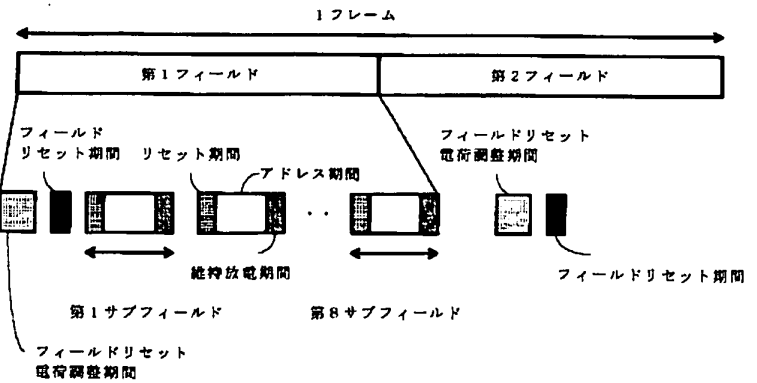 1フレーム
第1フィールド
第2フィールド
フィールド
リセット期間
リセット期間
アドレス期間
フィールドリセット
電荷調整期間
維持放電期間
フィールドリセット期間
第1サブフィールド
第8サブフィールド
フィールドリセット
電荷調整期間